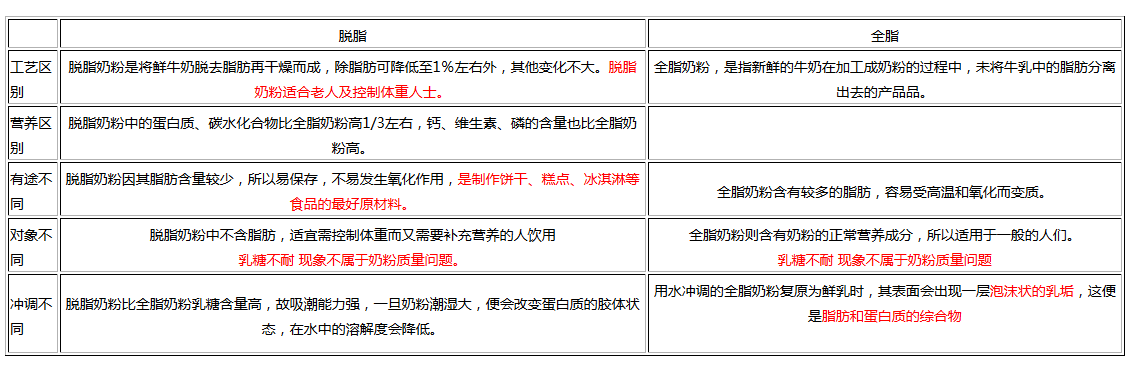 脱脂
全脂
工艺区
别
脱脂奶粉是将鲜牛奶脱去脂肪再干燥而成，除脂肪可降低至1%左右外，其他变化不大。脱脂
奶粉适合老人及控制体重人士。
全脂奶粉，是指新鲜的牛奶在加工成奶粉的过程中，未将牛乳中的脂肪分离
出去的产品品。
营养区
别
脱脂奶粉中的蛋白质、碳水化合物比全脂奶粉高1/3左右，钙、维生素、磷的含量也比全脂奶
粉高。
有途不
同
脱脂奶粉因其脂肪含量较少，所以易保存，不易发生氧化作用，是制作饼干、糕点、冰淇淋等
食品的最好原材料。
全脂奶粉含有较多的脂肪，容易受高温和氧化而变质。
对象不
同
脱脂奶粉中不含脂肪，适宜需控制体重而又需要补充营养的人饮用
乳糖不耐 现象不属于奶粉质量问题。
全脂奶粉则含有奶粉的正常营养成分，所以适用于一般的人们。
乳糖不耐 现象不属于奶粉质量问题
冲调不
同
脱脂奶粉比全脂奶粉乳糖含量高，故吸潮能力强，一旦奶粉潮湿大，便会改变蛋白质的胶体状
态，在水中的溶解度会降低。
用水冲调的全脂奶粉复原为鲜乳时，其表面会出现一层泡沫状的乳垢，这便
是脂肪和蛋白质的综合物